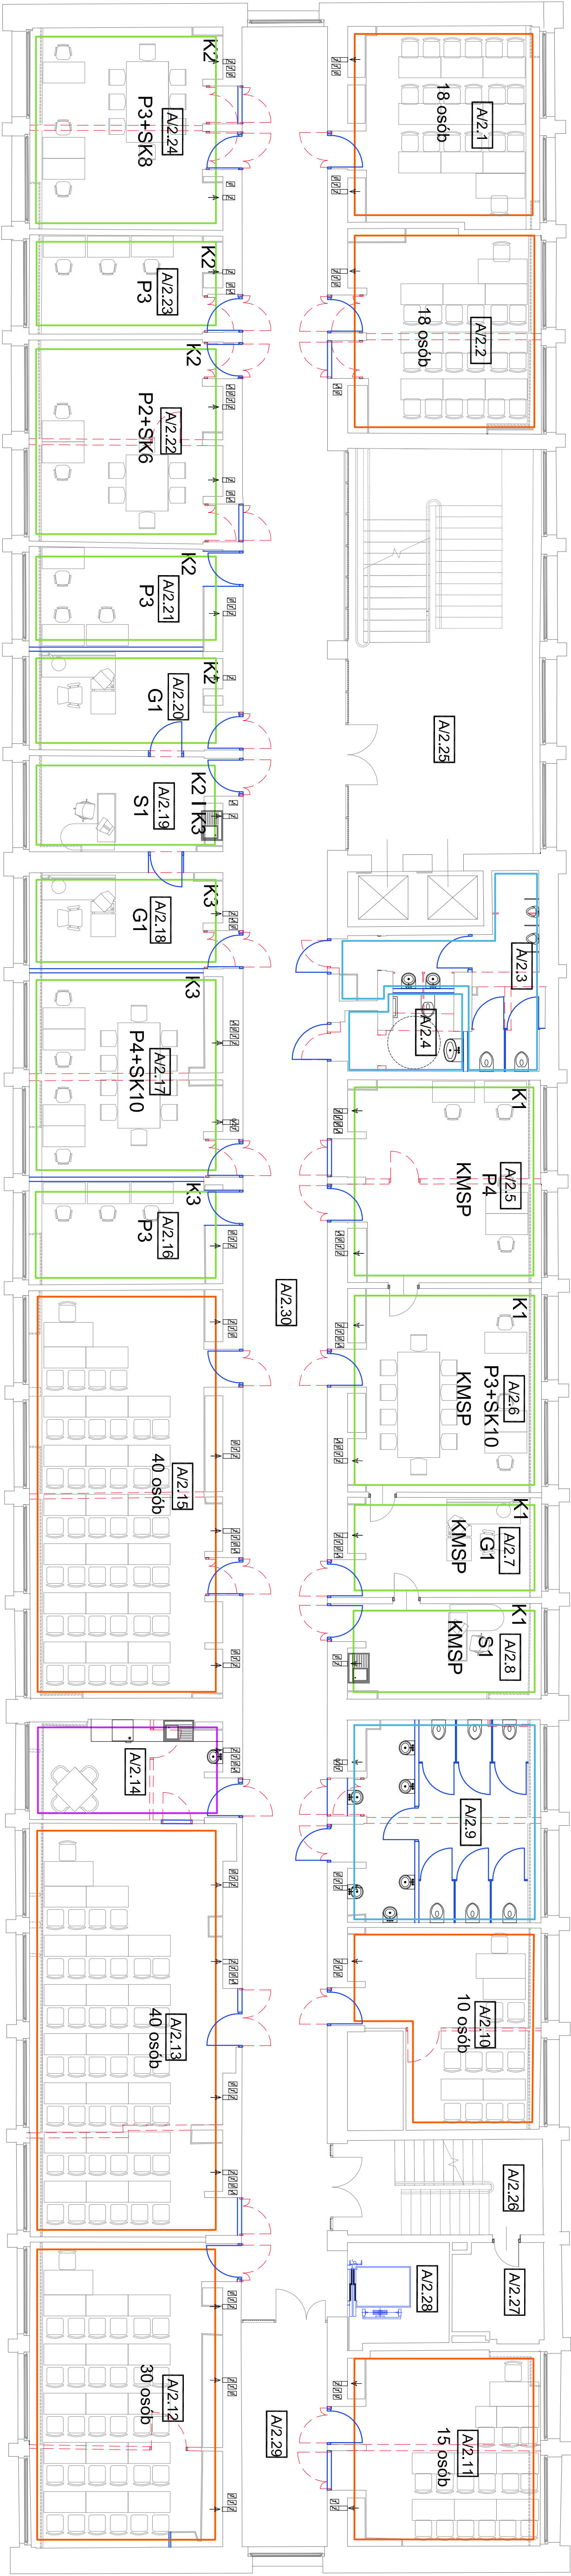 K2
A/2.24
P3+SK8
A/2.1
18 osób
K2
A/2.23
P3
A/2.2
18 osób
K2
A/2.22
P2+SK6
K2
A/2.21
P3
K2
A/2.20
G1
A/2.25
K2 I K3
A/2.19
S1
K3
A/2.18
G1
A/2.3
A/2.4
K3
A/2.17
P4+SK10
K1
A/2.5
P4
KMSP
K3
A/2.16
P3
A/2.30
K1
A/2.6
P3+SK10
KMSP
A/2.15
40 osób
K1
A/2.7
G1
KMSP
K1
A/2.8
S1
KMSP
A/2.14
A/2.9
A/2.13
40 osób
A/2.10
10 osób
A/2.26
A/2.27
A/2.28
A/2.12
30 osób
A/2.29
A/2.11
15 osób